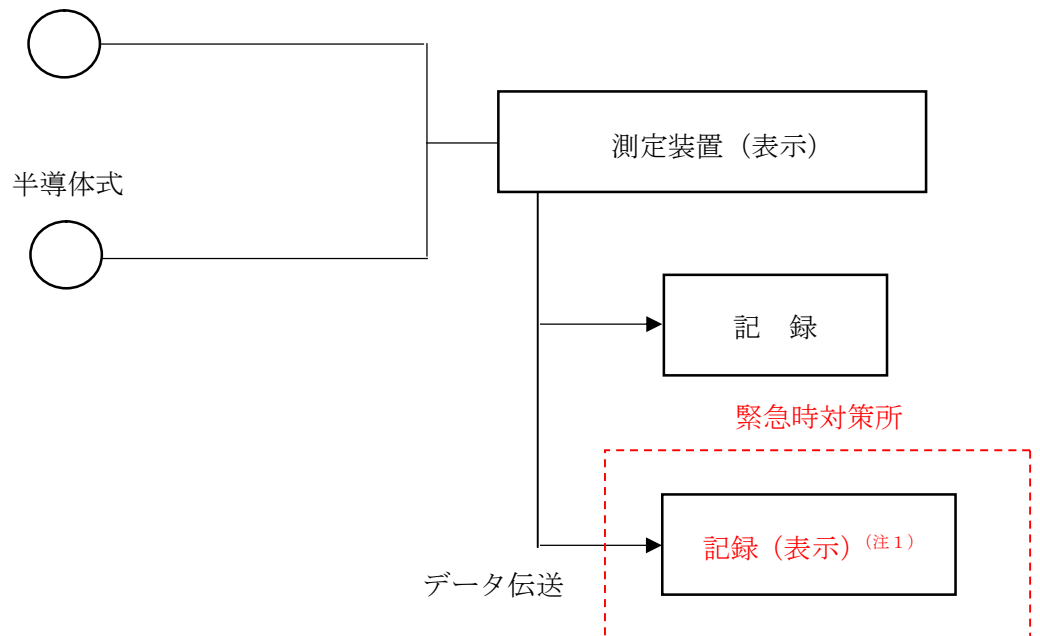 測定装置（表示）
半導体式
記　録
緊急時対策所
記録（表示）（注１）
データ伝送